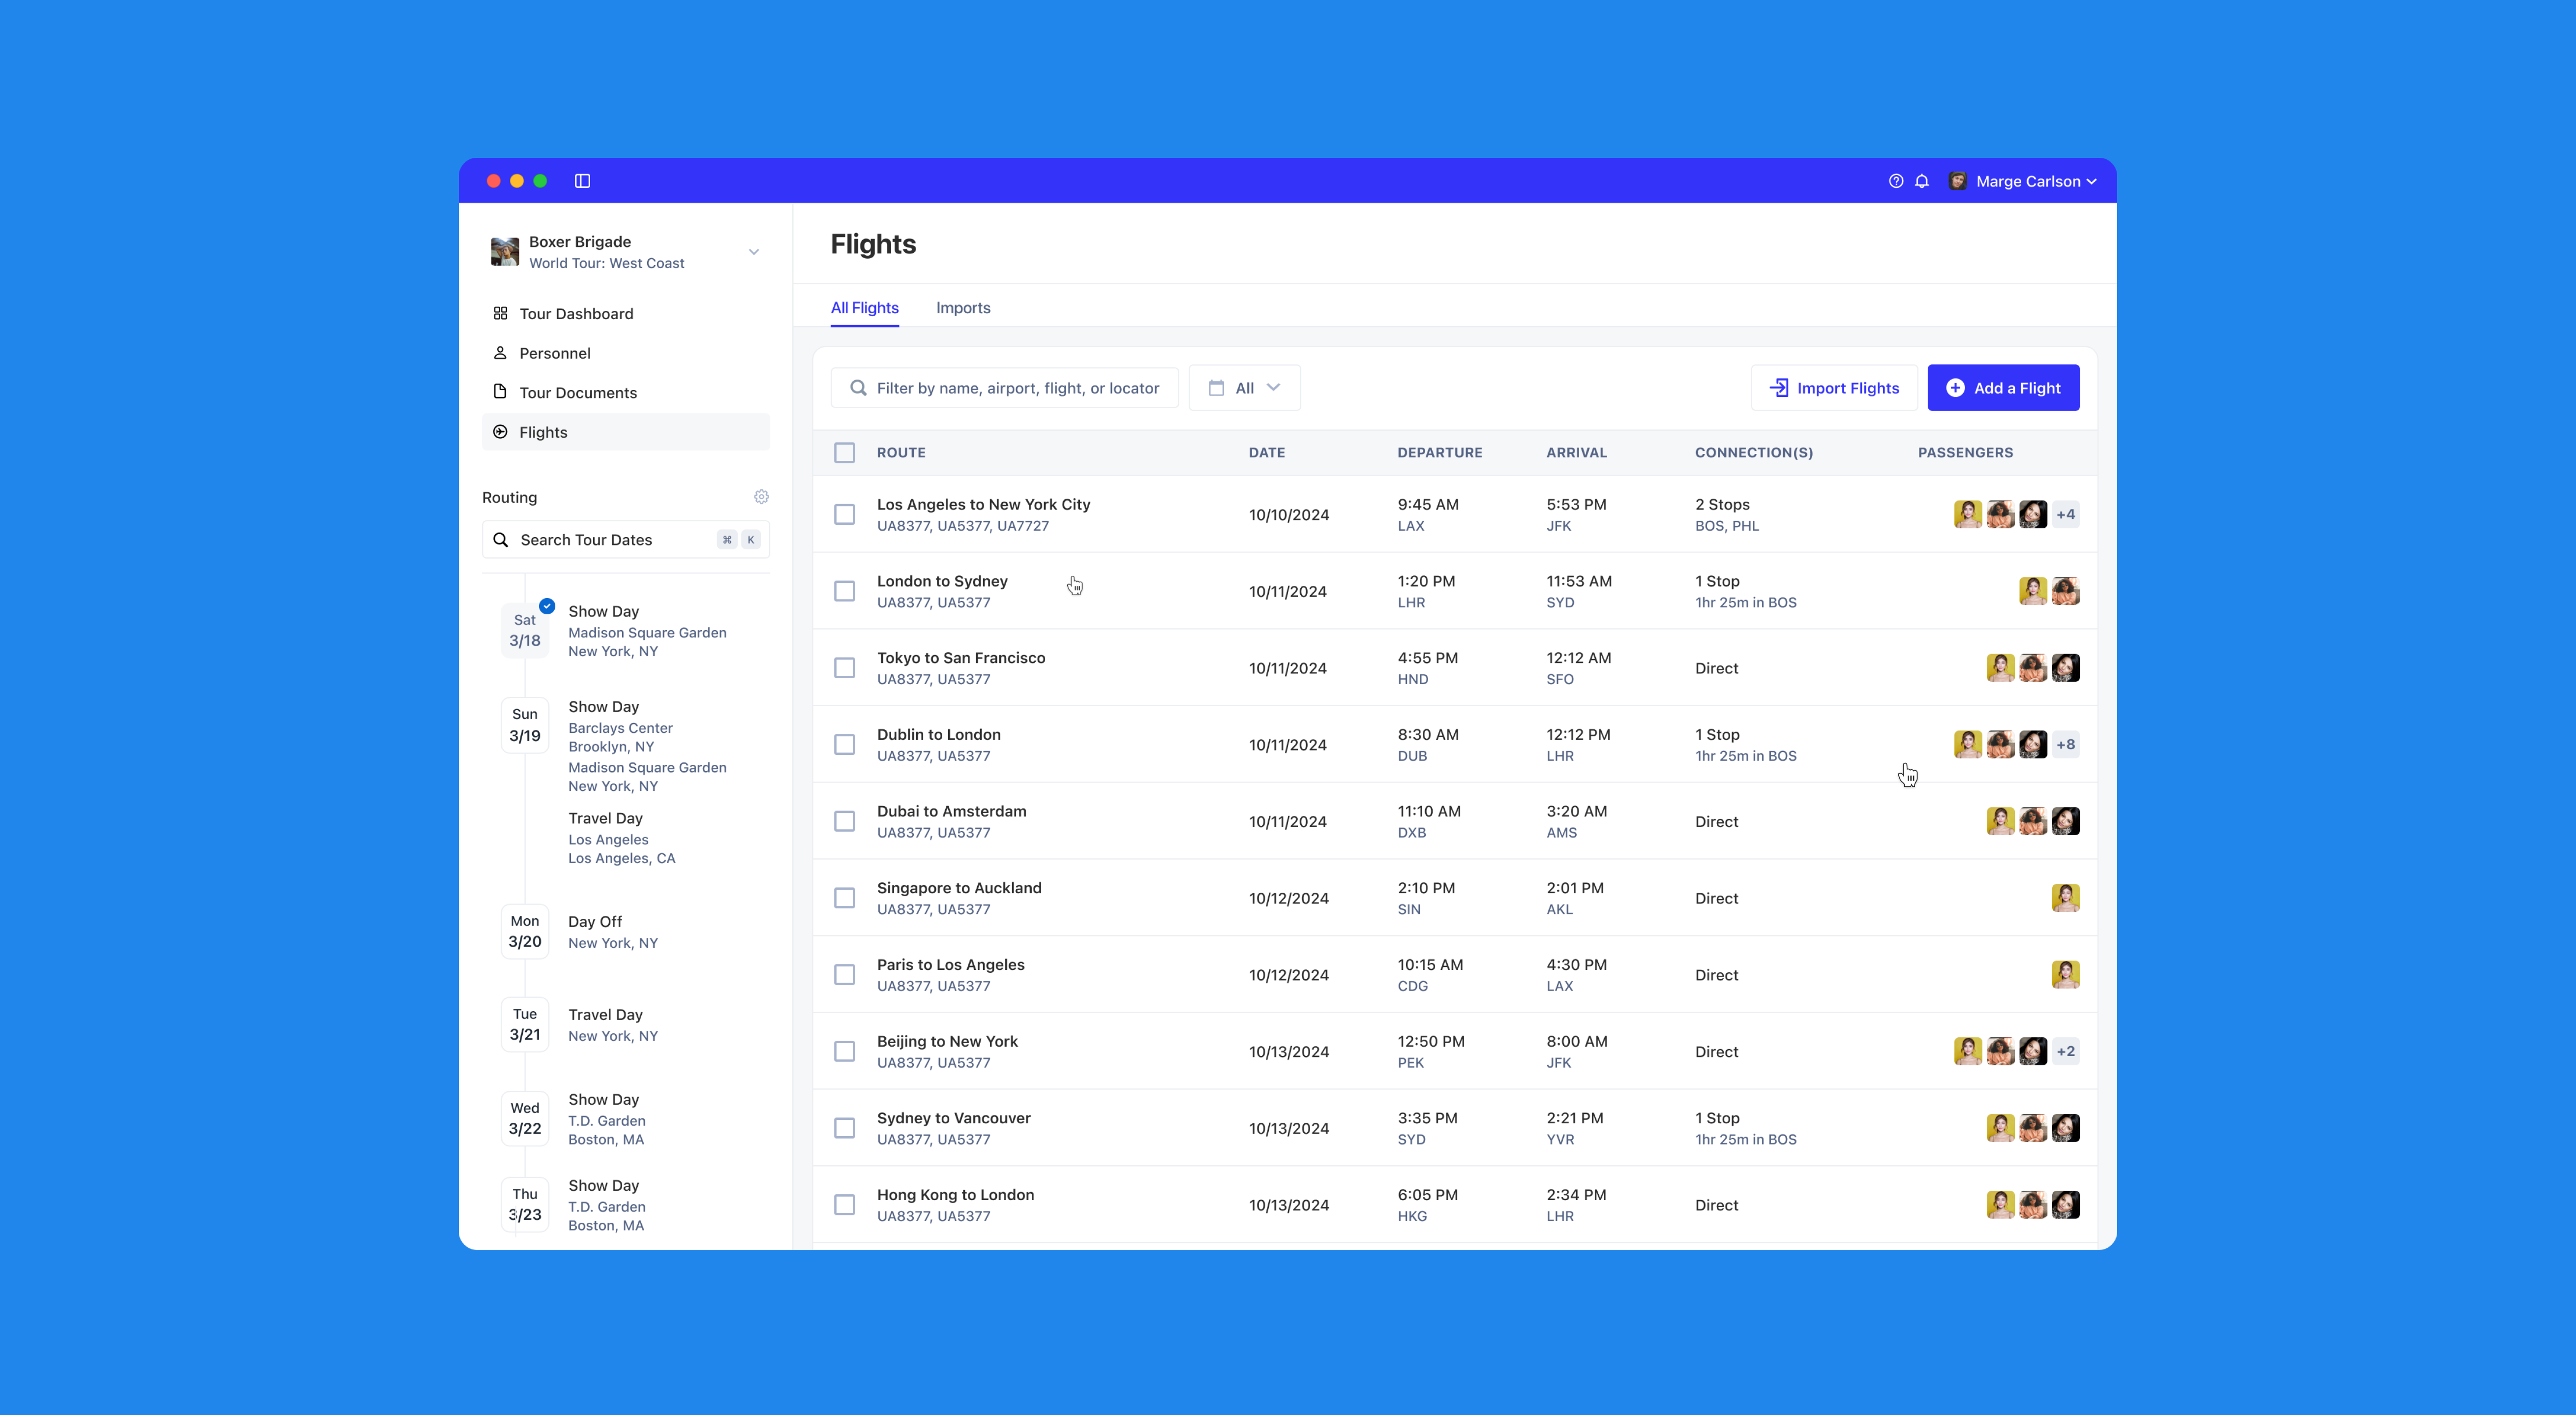 Marge Carlson
Boxer Brigade
World Tour: West Coast
Tour Dashboard
Personnel
Tour Documents
Flights
Routing
Search Tour Dates ⌘ K
Sat
3/18
Show Day
Madison Square Garden
New York, NY
Sun
3/19
Show Day
Barclays Center
Brooklyn, NY
Madison Square Garden
New York, NY
Travel Day
Los Angeles
Los Angeles, CA
Mon
3/20
Day Off
New York, NY
Tue
3/21
Travel Day
New York, NY
Wed
3/22
Show Day
T.D. Garden
Boston, MA
Thu
3/23
Show Day
T.D. Garden
Boston, MA
Flights
All Flights Imports
Filter by name, airport, flight, or locator All Import Flights Add a Flight
ROUTE DATE DEPARTURE ARRIVAL CONNECTION(S) PASSENGERS
Los Angeles to New York City 10/10/2024 9:45 AM 5:53 PM 2 Stops +4
UA8377, UA5377, UA7727 LAX JFK BOS, PHL
London to Sydney 10/11/2024 1:20 PM 11:53 AM 1 Stop
UA8377, UA5377 LHR SYD 1hr 25m in BOS
Tokyo to San Francisco 10/11/2024 4:55 PM 12:12 AM Direct
UA8377, UA5377 HND SFO
Dublin to London 10/11/2024 8:30 AM 12:12 PM 1 Stop +8
UA8377, UA5377 DUB LHR 1hr 25m in BOS
Dubai to Amsterdam 10/11/2024 11:10 AM 3:20 AM Direct
UA8377, UA5377 DXB AMS
Singapore to Auckland 10/12/2024 2:10 PM 2:01 PM Direct
UA8377, UA5377 SIN AKL
Paris to Los Angeles 10/12/2024 10:15 AM 4:30 PM Direct
UA8377, UA5377 CDG LAX
Beijing to New York 10/13/2024 12:50 PM 8:00 AM Direct +2
UA8377, UA5377 PEK JFK
Sydney to Vancouver 10/13/2024 3:35 PM 2:21 PM 1 Stop
UA8377, UA5377 SYD YVR 1hr 25m in BOS
Hong Kong to London 10/13/2024 6:05 PM 2:34 PM Direct
UA8377, UA5377 HKG LHR